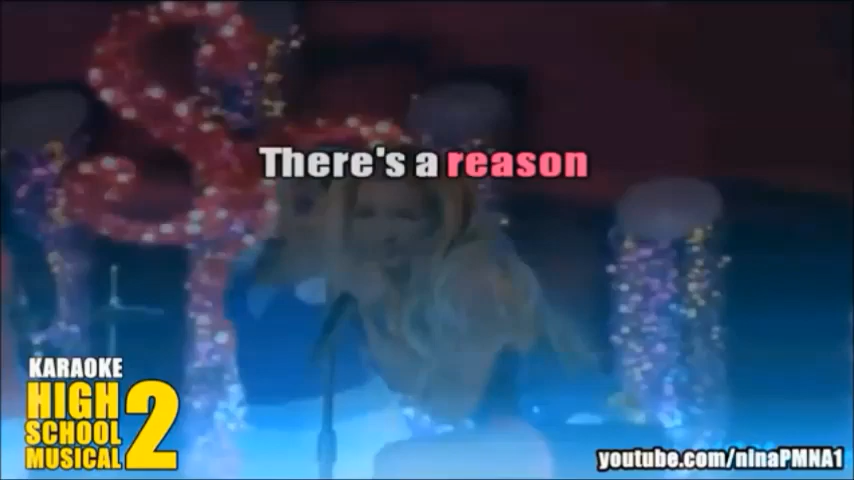 There's a reason
KARAOKE
HIGH
SCHOOL
MUSICAL 2
youtube.com/ninaPMNA1